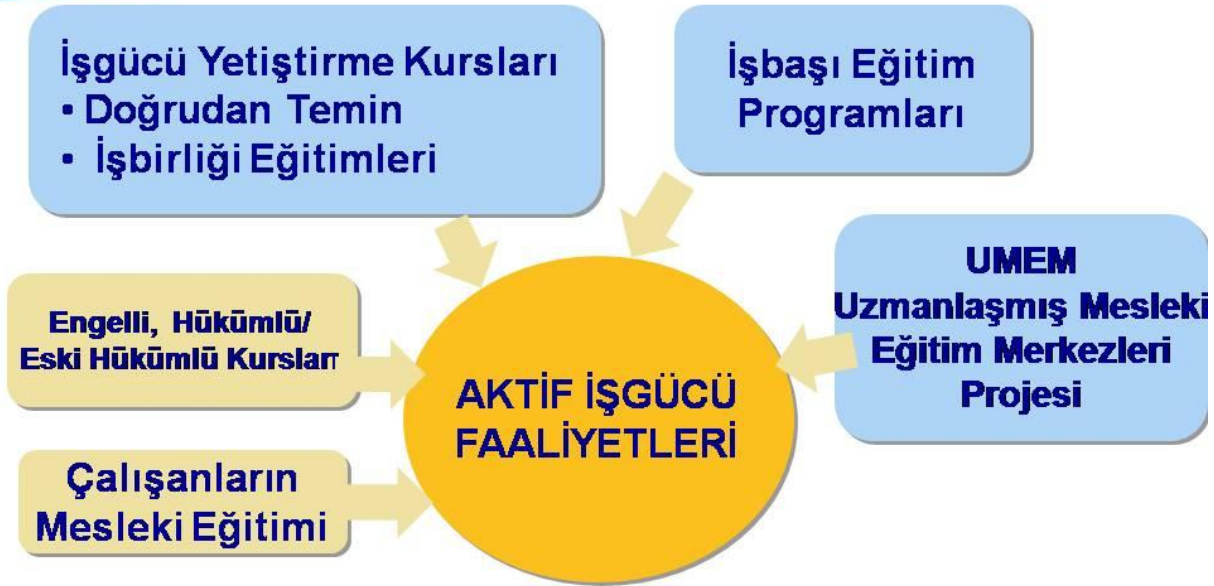 İşgücü Yetiştirme Kursları
• Doğrudan Temin
• İşbirliği Eğitimleri
İşbaşı Eğitim
Programları
UMEM
Uzmanlaşmış Mesleki
Eğitim Merkezleri
Projesi
Engelli, Hükümlü/
Eski Hükümlü Kursları
AKTİF İŞGÜCÜ
FAALİYETLERİ
Çalışanların
Mesleki Eğitimi